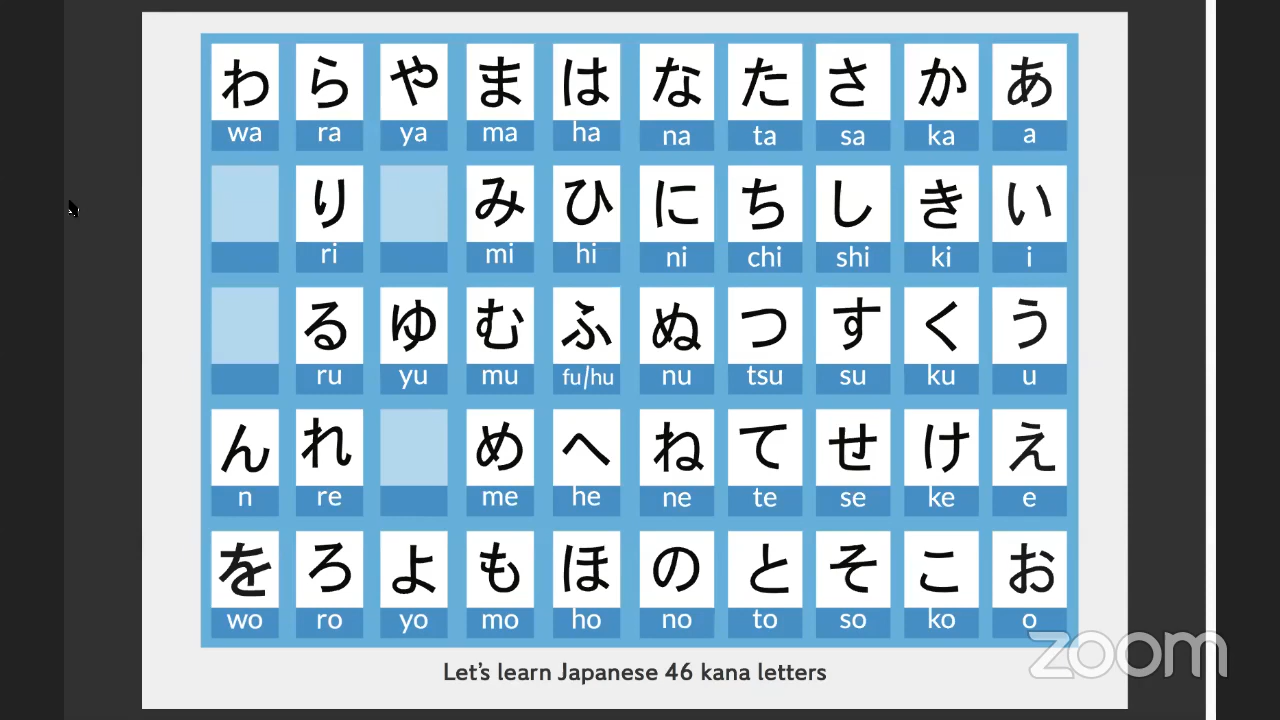 わ ら や ま は な た さ か あ
wa ra ya ma ha na ta sa ka a
り み ひ に ち し き い
ri mi hi ni chi shi ki i
る ゆ む ふ ぬ つ す く う
ru yu mu fu/hu nu tsu su ku u
ん れ め へ ね て せ け え
n re me he ne te se ke e
を ろ よ も ほ の と そ こ お
wo ro yo mo ho no to so ko o
Let's learn Japanese 46 kana letters
zoom